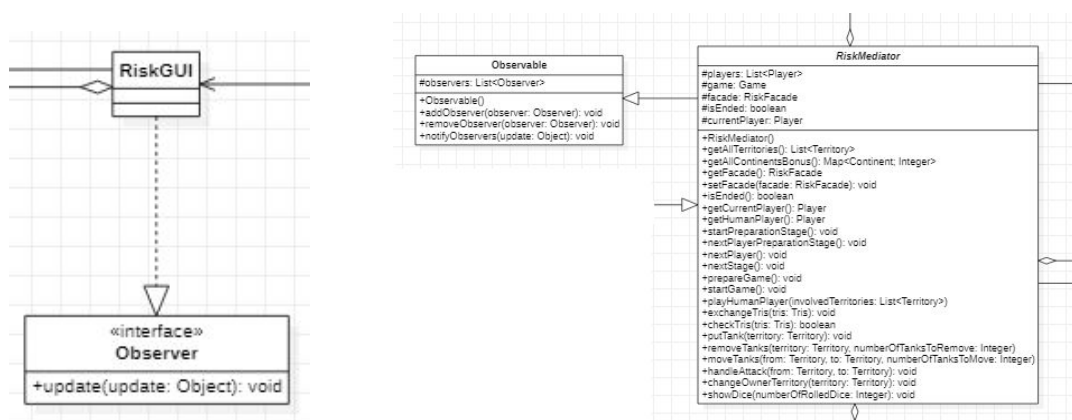 RiskGUI
«interface»
Observer
+update(update: Object): void
Observable
#observers: List<Observer>
+Observable()
+addObserver(observer: Observer): void
+removeObserver(observer: Observer): void
+notifyObservers(update: Object): void
RiskMediator
#players: List<Player>
#game: Game
#facade: RiskFacade
#isEnded: boolean
#currentPlayer: Player
+RiskMediator()
+getAllTerritories(): List<Territory>
+getAllContinentsBonus(): Map<Continent; Integer>
+getFacade(): RiskFacade
+setFacade(facade: RiskFacade): void
+isEnded(): boolean
+getCurrentPlayer(): Player
+getHumanPlayer(): Player
+startPreparationStage(): void
+nextPlayerPreparationStage(): void
+nextPlayer(): void
+nextStage(): void
+prepareGame(): void
+startGame(): void
+playHumanPlayer(involvedTerritories: List<Territory>)
+exchangeTris(tris: Tris): void
+checkTris(tris: Tris): boolean
+putTank(territory: Territory): void
+removeTanks(territory: Territory, numberOfTanksToRemove: Integer)
+moveTanks(from: Territory, to: Territory, numberOfTanksToMove: Integer)
+handleAttack(from: Territory, to: Territory): void
+changeOwnerTerritory(territory: Territory): void
+showDice(numberOfRolledDice: Integer): void